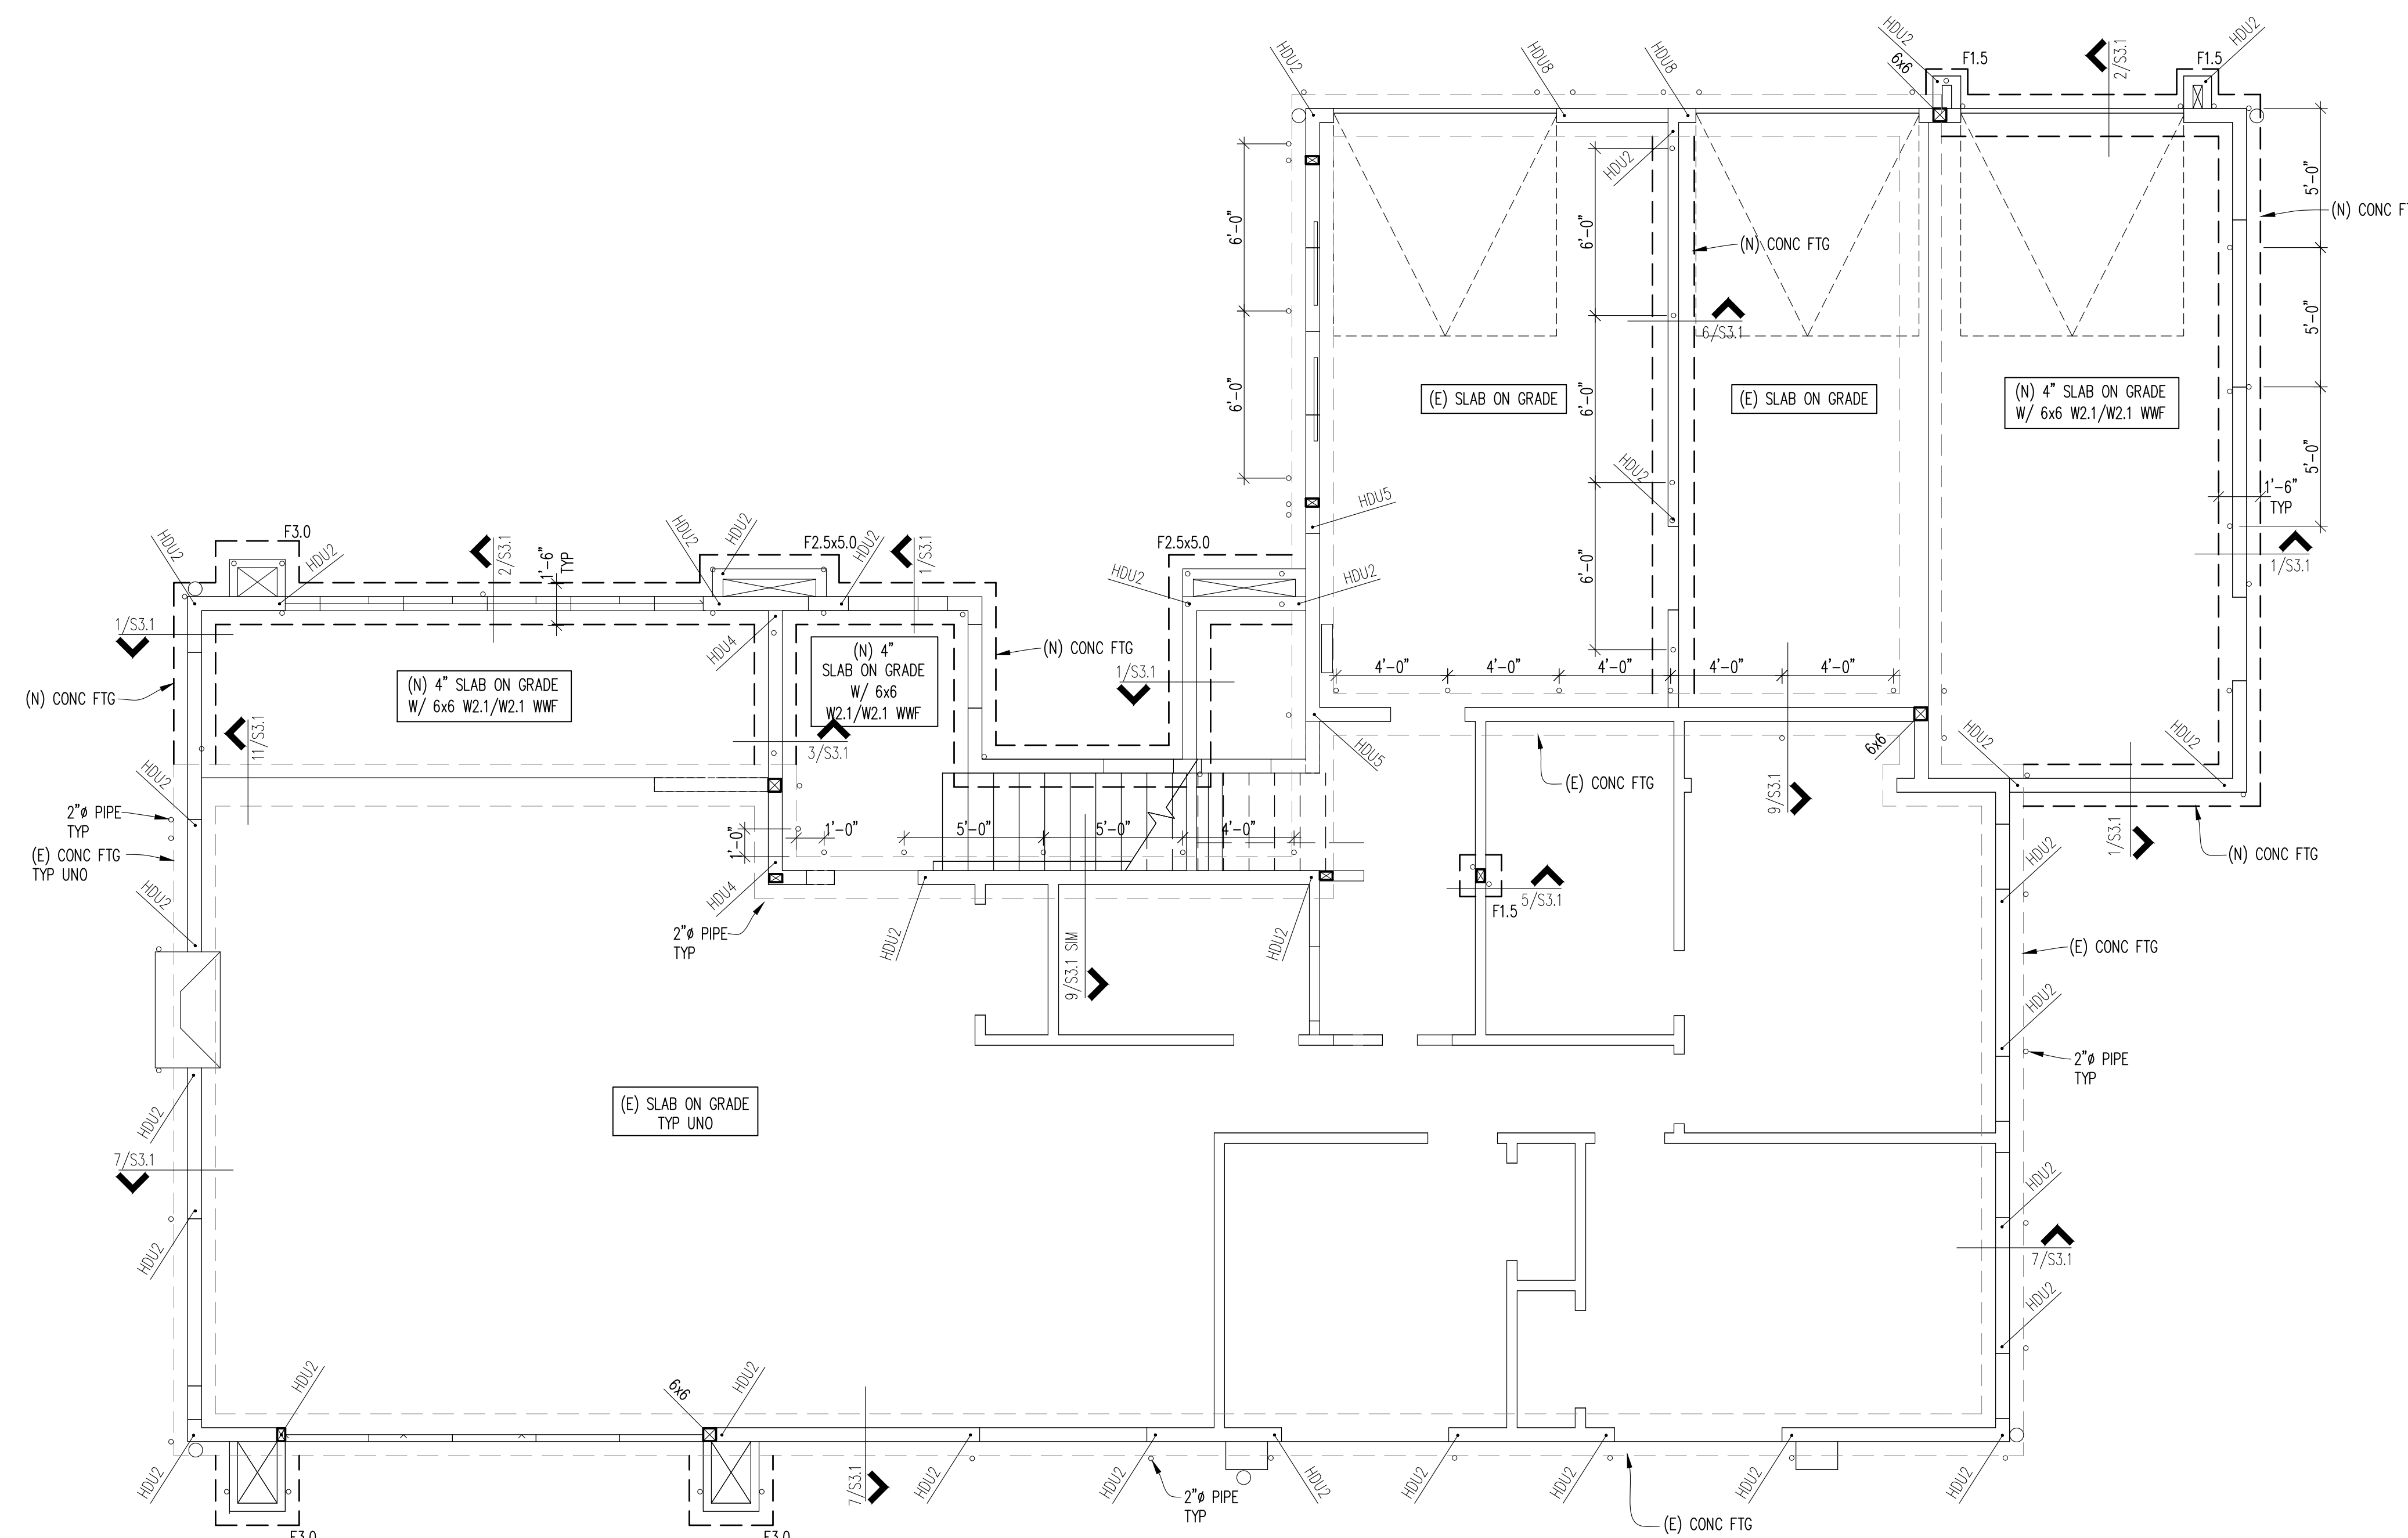 HDU2
HDU8
HDU8
HDU2
6x6
F1.5
2/S3.1
F1.5
HDU2
HDU2
6'-0"
6'-0"
6'-0"
6'-0"
6'-0"
(N) CONC FTG
6/S3.1
5'-0"
5'-0"
5'-0"
(N) CONC F
(E) SLAB ON GRADE
(E) SLAB ON GRADE
(N) 4" SLAB ON GRADE
W/ 6x6 W2.1/W2.1 WWF
HDU2
HDU5
1'-6"
TYP
1/S3.1
HDU2
F3.0
HDU2
2/S3.1
1'-6"
TYP
HDU2
HDU2
F2.5x5.0
HDU2
1/S3.1
F2.5x5.0
HDU2
HDU2
1/S3.1
(N) CONC FTG
(N) 4" SLAB ON GRADE
W/ 6x6 W2.1/W2.1 WWF
11/S3.1
HDU4
(N) 4"
SLAB ON GRADE
W/ 6x6
W2.1/W2.1 WWF
3/S3.1
(N) CONC FTG
1/S3.1
4'-0"
4'-0"
4'-0"
4'-0"
4'-0"
HDU5
6x6
HDU2
HDU2
HDU2
2"ø PIPE
TYP
(E) CONC FTG
TYP UNO
HDU2
1'-0"
1'-0"
5'-0"
5'-0"
4'-0"
(E) CONC FTG
9/S3.1
1/S3.1
(N) CONC FTG
HDU2
HDU4
2"ø PIPE
TYP
HDU2
9/S3.1 SIM
HDU2
F1.5
5/S3.1
(E) CONC FTG
HDU2
2"ø PIPE
TYP
HDU2
7/S3.1
(E) SLAB ON GRADE
TYP UNO
HDU2
HDU2
7/S3.1
HDU2
HDU2
6x6
HDU2
HDU2
7/S3.1
HDU2
HDU2
2"ø PIPE
TYP
HDU2
HDU2
HDU2
HDU2
HDU2
(E) CONC FTG
F3.0
F3.0